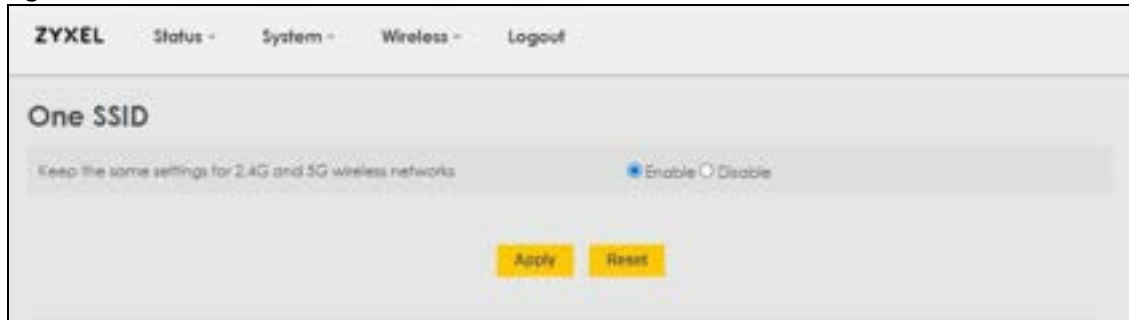 ZYXEL Status - System - Wireless - Logout
One SSID
Keep the same settings for 2.4G and 5G wireless networks Enable Disable
Apply Reset